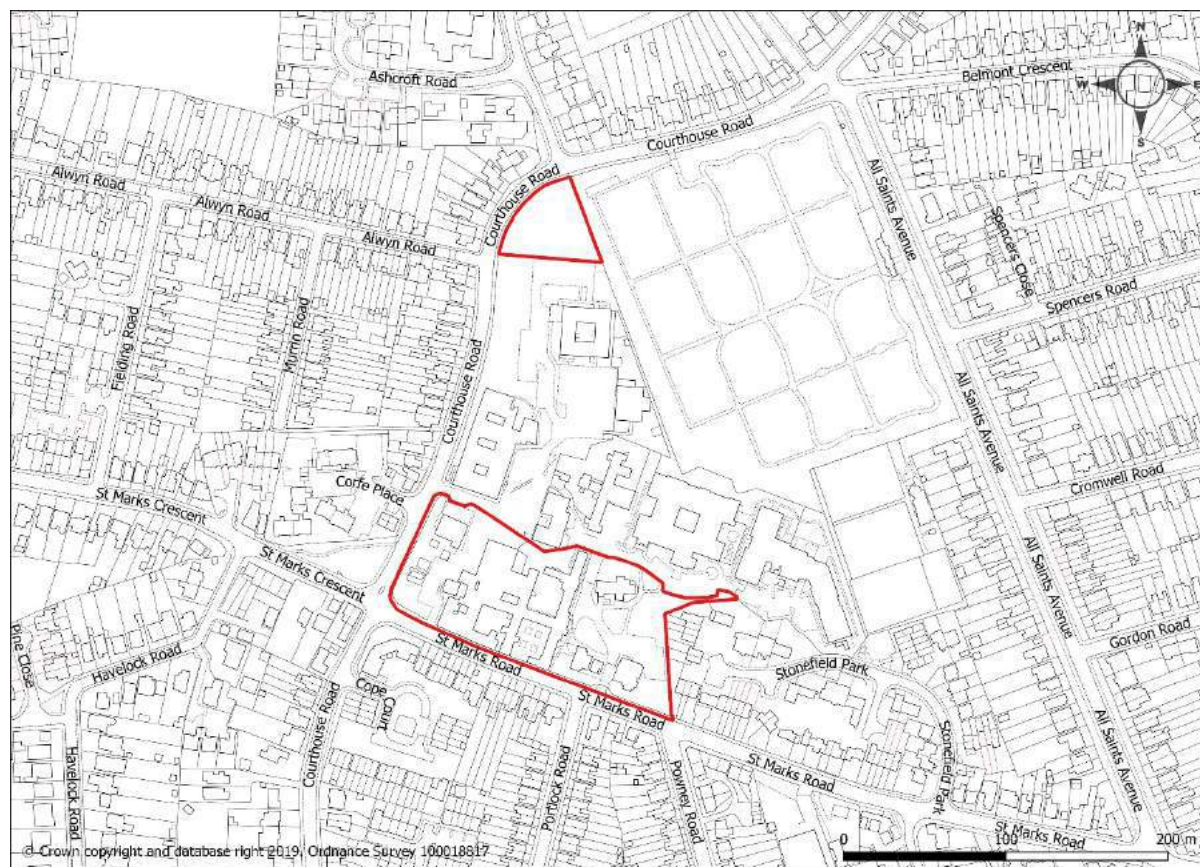 N
W
E
S
Ashcroft Road
Belmont Crescent
Courthouse Road
Courthouse Road
Alwyn Road
Alwyn Road
Alwyn Road
All Saints Avenue
Spencers Close
Spencers Road
Fielding Road
Murrin Road
Courthouse Road
All Saints Avenue
Corfe Place
Cromwell Road
St Marks Crescent
St Marks Crescent
All Saints Avenue
Pine Close
Havelock Road
St Marks Road
Gordon Road
Stonefield Park
Cope Court
St Marks Road
Courthouse Road
Havelock Road
Portlock Road
Powney Road
St Marks Road
Stonefield Park
All Saints Avenue
St Marks Road
0 100 200 m
© Crown copyright and database right 2019, Ordnance Survey 100018817